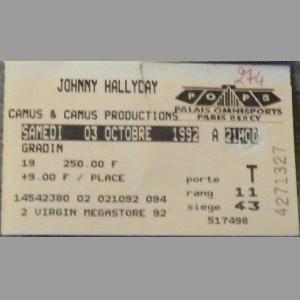 274
JOHNNY HALLYDAY
POPB
PALAIS OMNISPORTS
PARIS BERCY
CAMUS & CAMUS PRODUCTIONS
SAMEDI 03 OCTOBRE 1992 A 21H00
GRADIN
19 250.00 F
+9.00 F / PLACE
porte T
rang 11
siege 43
14542380 02 021092 094
2 VIRGIN MEGASTORE 92
517498
4271327